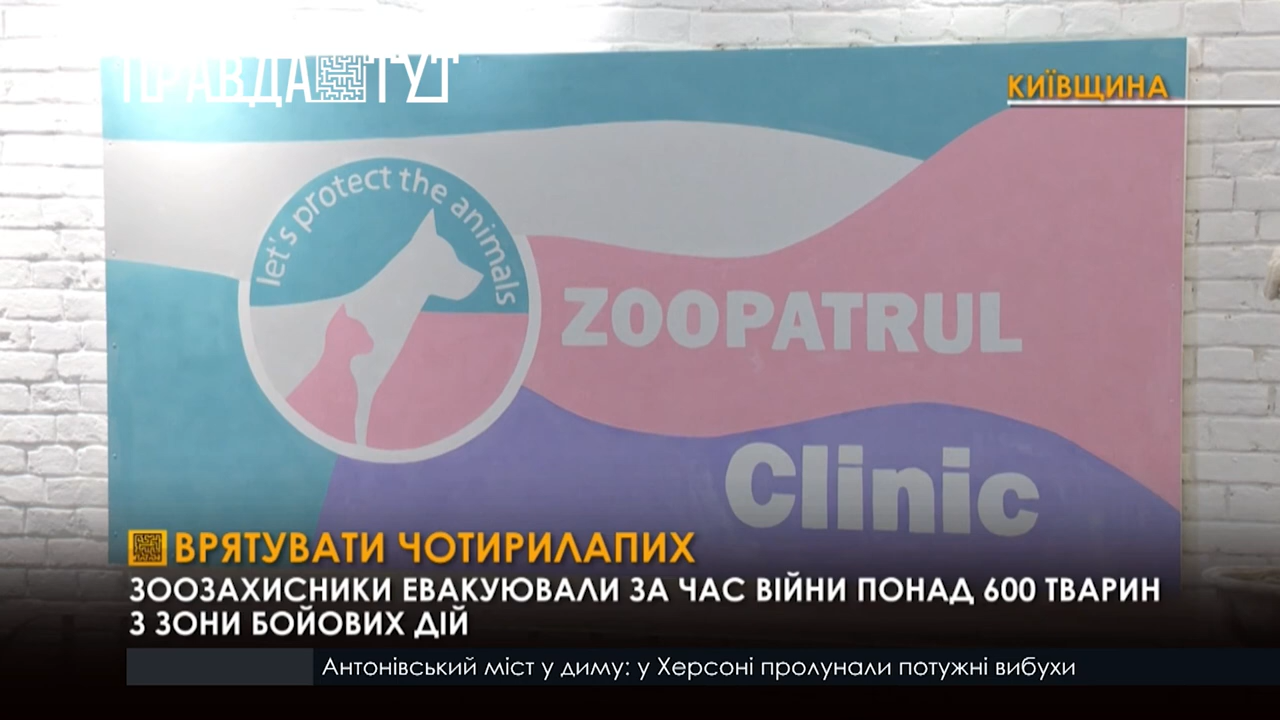 ПРАВДА ТУТ
КИЇВЩИНА
let's protect the animals
ZOOPATRUL
Clinic
ВРЯТУВАТИ ЧОТИРИЛАПИХ
ЗООЗАХИСНИКИ ЕВАКУЮВАЛИ ЗА ЧАС ВІЙНИ ПОНАД 600 ТВАРИН
З ЗОНИ БОЙОВИХ ДІЙ
Антонівський міст у диму: у Херсоні пролунали потужні вибухи